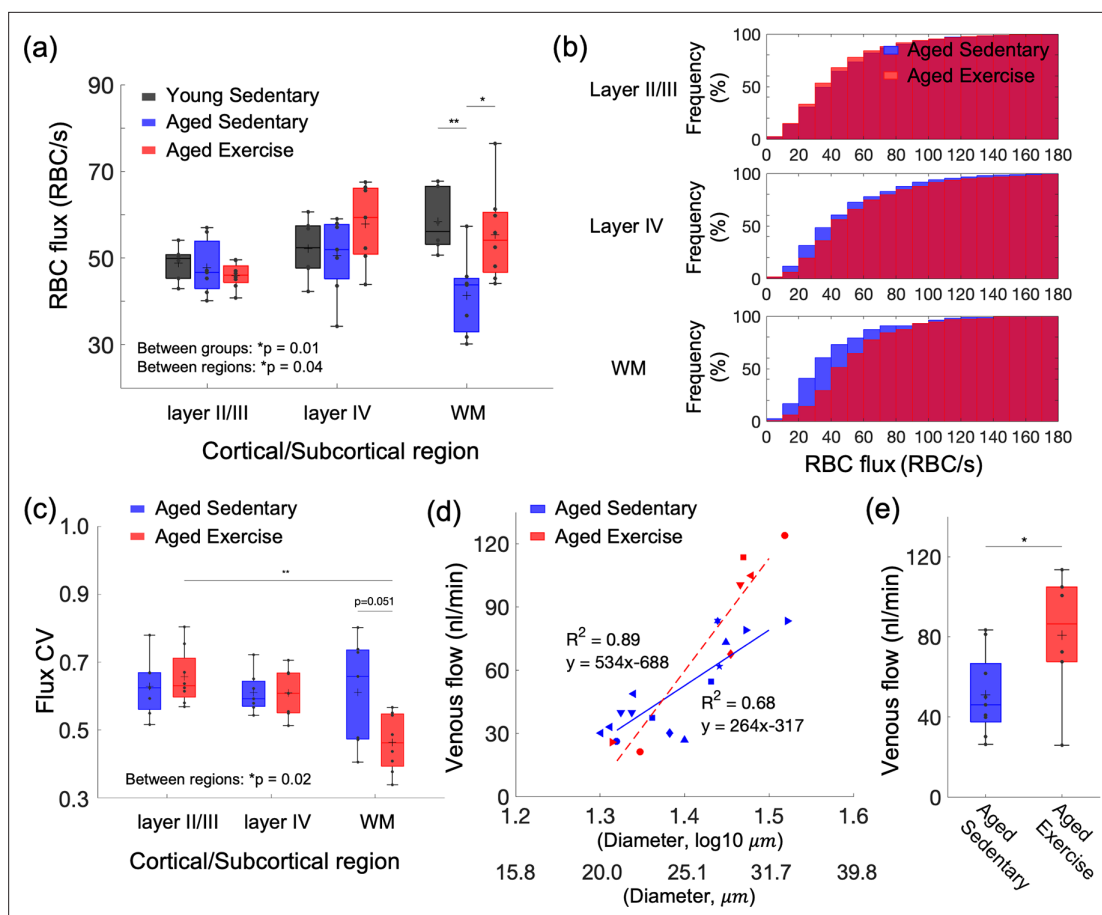 (a)
RBC flux (RBC/s)
90
70
50
30
Young Sedentary
Aged Sedentary
Aged Exercise
**
*
Between groups: *p = 0.01
Between regions: *p = 0.04
layer II/III layer IV WM
Cortical/Subcortical region
(b)
Layer II/III
Frequency (%)
100
50
0
Aged Sedentary
Aged Exercise
0 20 40 60 80 100 120 140 160 180
Layer IV
Frequency (%)
100
50
0
0 20 40 60 80 100 120 140 160 180
WM
Frequency (%)
100
50
0
0 20 40 60 80 100 120 140 160 180
RBC flux (RBC/s)
(c)
Aged Sedentary
Aged Exercise
Flux CV
1.0
0.9
0.7
0.5
0.3
**
p=0.051
Between regions: *p = 0.02
layer II/III layer IV WM
Cortical/Subcortical region
(d)
Aged Sedentary
Aged Exercise
Venous flow (nl/min)
120
90
60
30
0
R² = 0.89
y = 534x-688
R² = 0.68
y = 264x-317
1.2 1.3 1.4 1.5 1.6
(Diameter, log10 μm)
15.8 20.0 25.1 31.7 39.8
(Diameter, μm)
(e)
Venous flow (nl/min)
120
80
40
0
*
Aged Sedentary
Aged Exercise